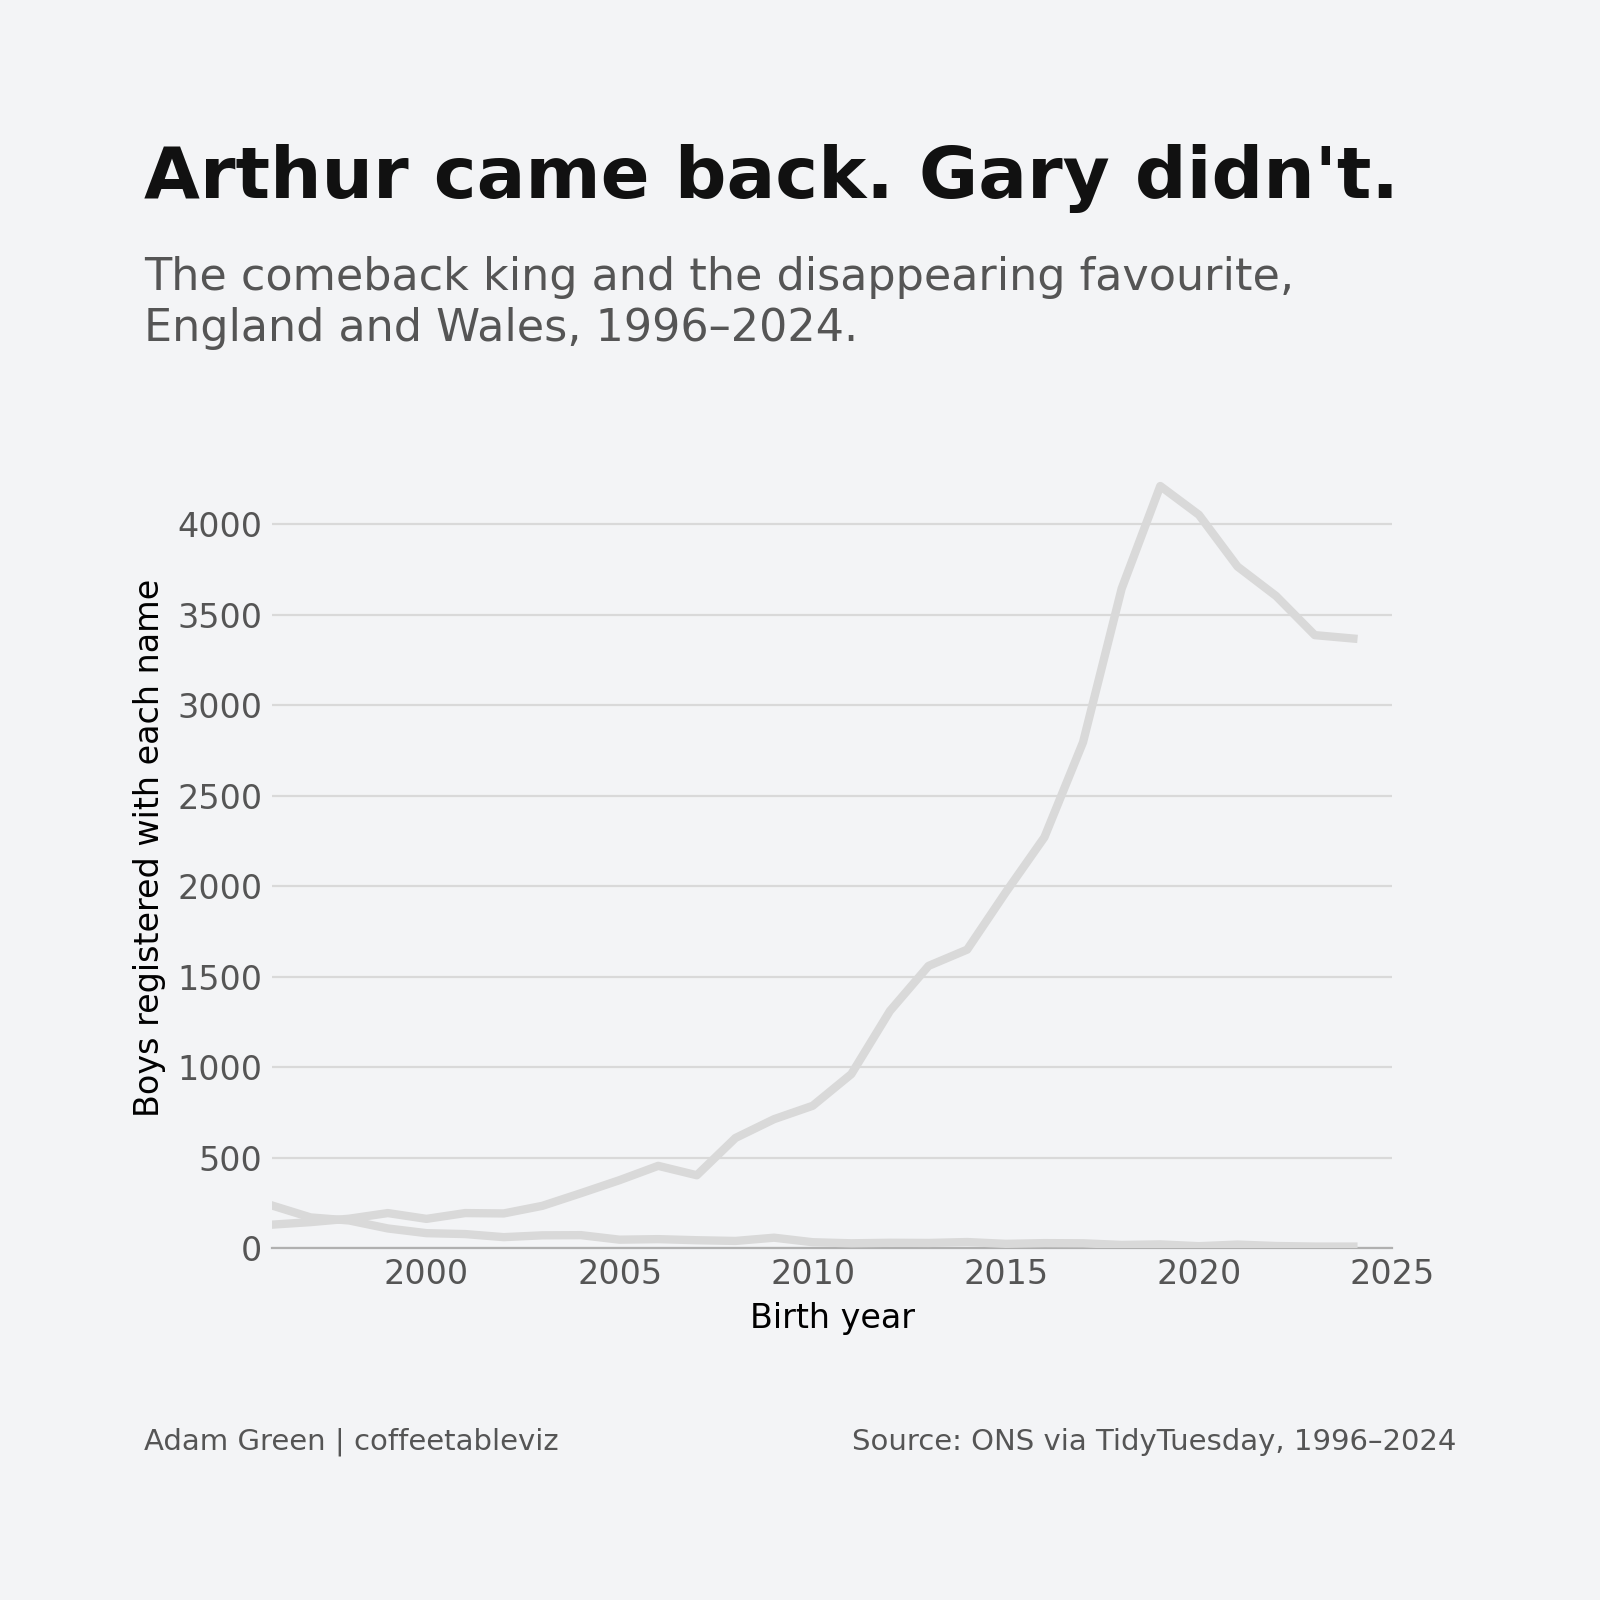 Arthur came back. Gary didn't.
The comeback king and the disappearing favourite,
England and Wales, 1996–2024.
Boys registered with each name
4000
3500
3000
2500
2000
1500
1000
500
0
2000 2005 2010 2015 2020 2025
Birth year
Adam Green | coffeetableviz
Source: ONS via TidyTuesday, 1996–2024